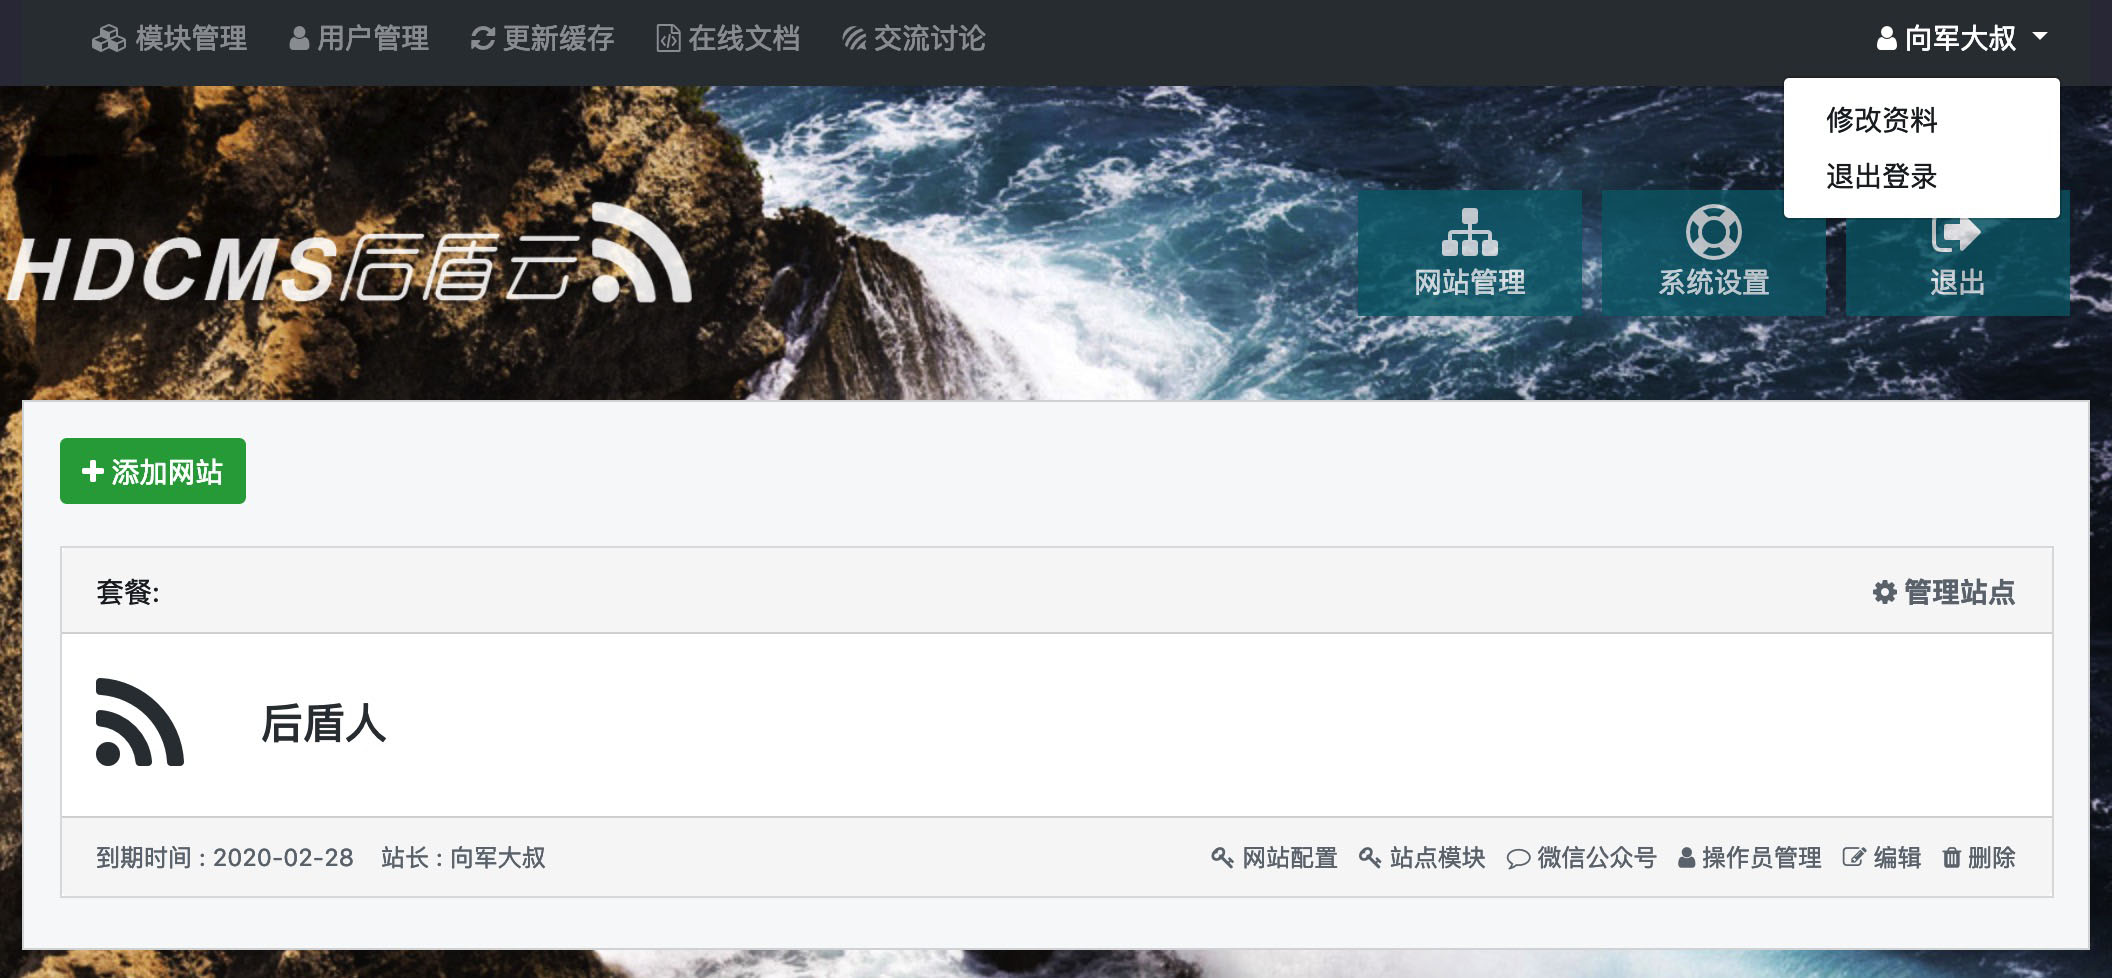 模块管理 用户管理 更新缓存 在线文档 交流讨论 向军大叔
修改资料
退出登录
HDCMS后盾云
网站管理 系统设置 退出
添加网站
套餐: 管理站点
后盾人
到期时间 : 2020-02-28 站长 : 向军大叔 网站配置 站点模块 微信公众号 操作员管理 编辑 删除